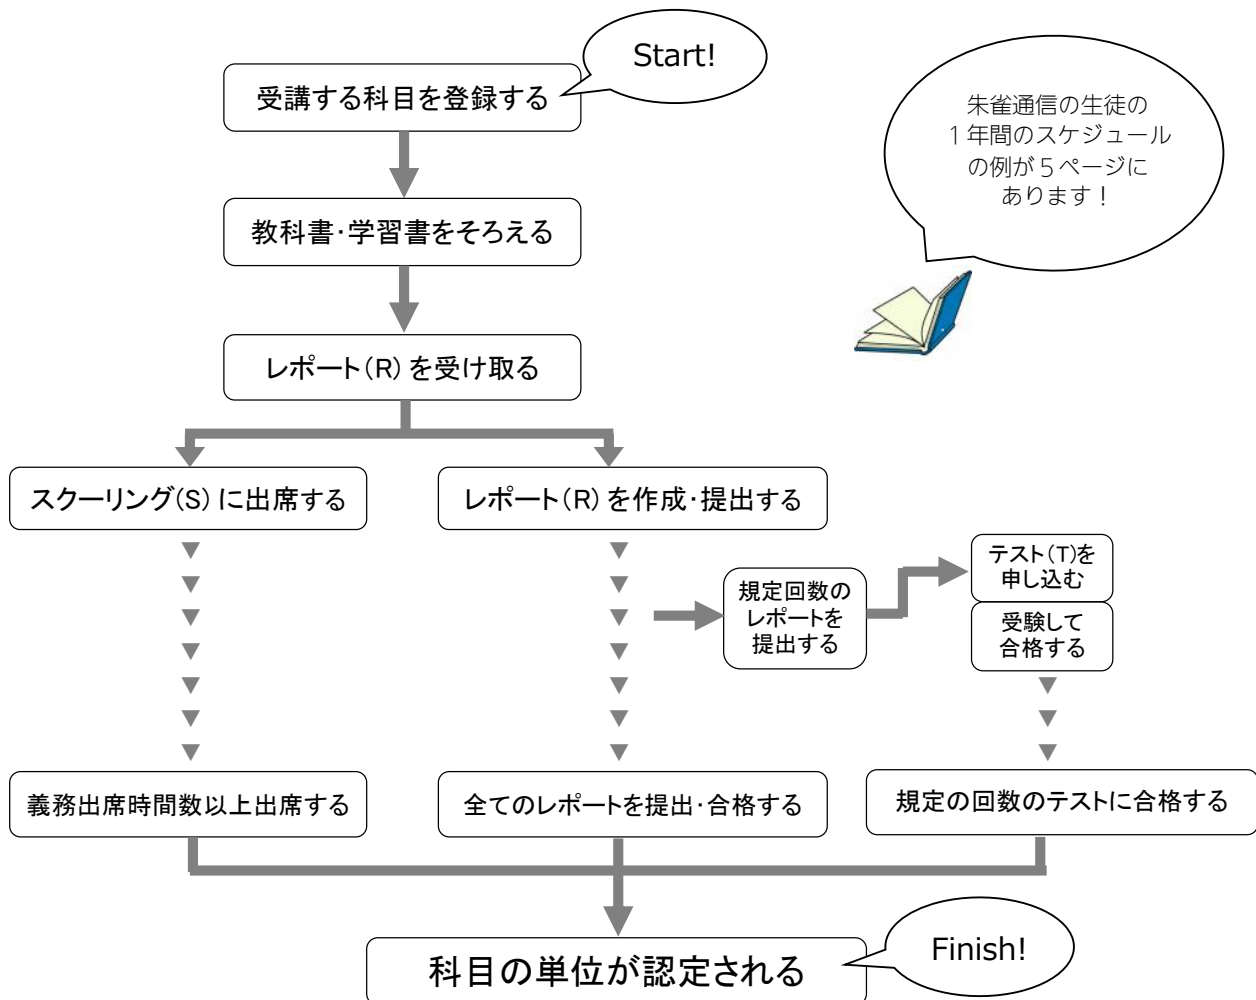 Start!
受講する科目を登録する
朱雀通信の生徒の
１年間のスケジュール
の例が５ページに
あります！
教科書･学習書をそろえる
レポート(R) を受け取る
スクーリング(S) に出席する
レポート(R) を作成･提出する
規定回数の
レポートを
提出する
テスト(T)を
申し込む
受験して
合格する
義務出席時間数以上出席する
全てのレポートを提出･合格する
規定の回数のテストに合格する
科目の単位が認定される
Finish!